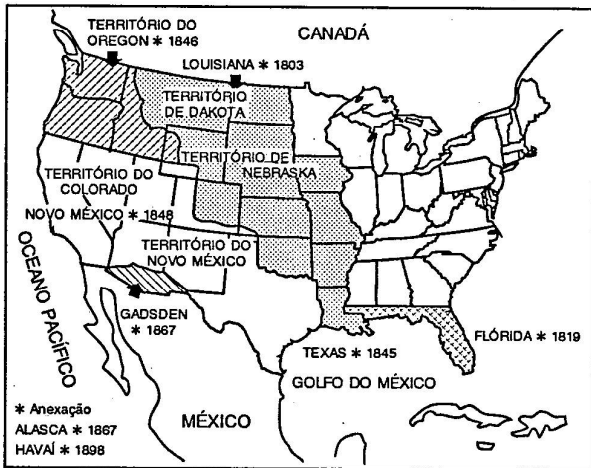 TERRITÓRIO DO
OREGON * 1846
CANADÁ
LOUISIANA * 1803
TERRITÓRIO
DE DAKOTA
TERRITÓRIO DE
NEBRASKA
TERRITÓRIO DO
COLORADO
NOVO MÉXICO * 1848
TERRITÓRIO DO
NOVO MÉXICO
OCEANO PACÍFICO
GADSDEN
* 1867
TEXAS * 1845
FLÓRIDA * 1819
GOLFO DO MÉXICO
MÉXICO
* Anexação
ALASCA * 1867
HAVAÍ * 1898